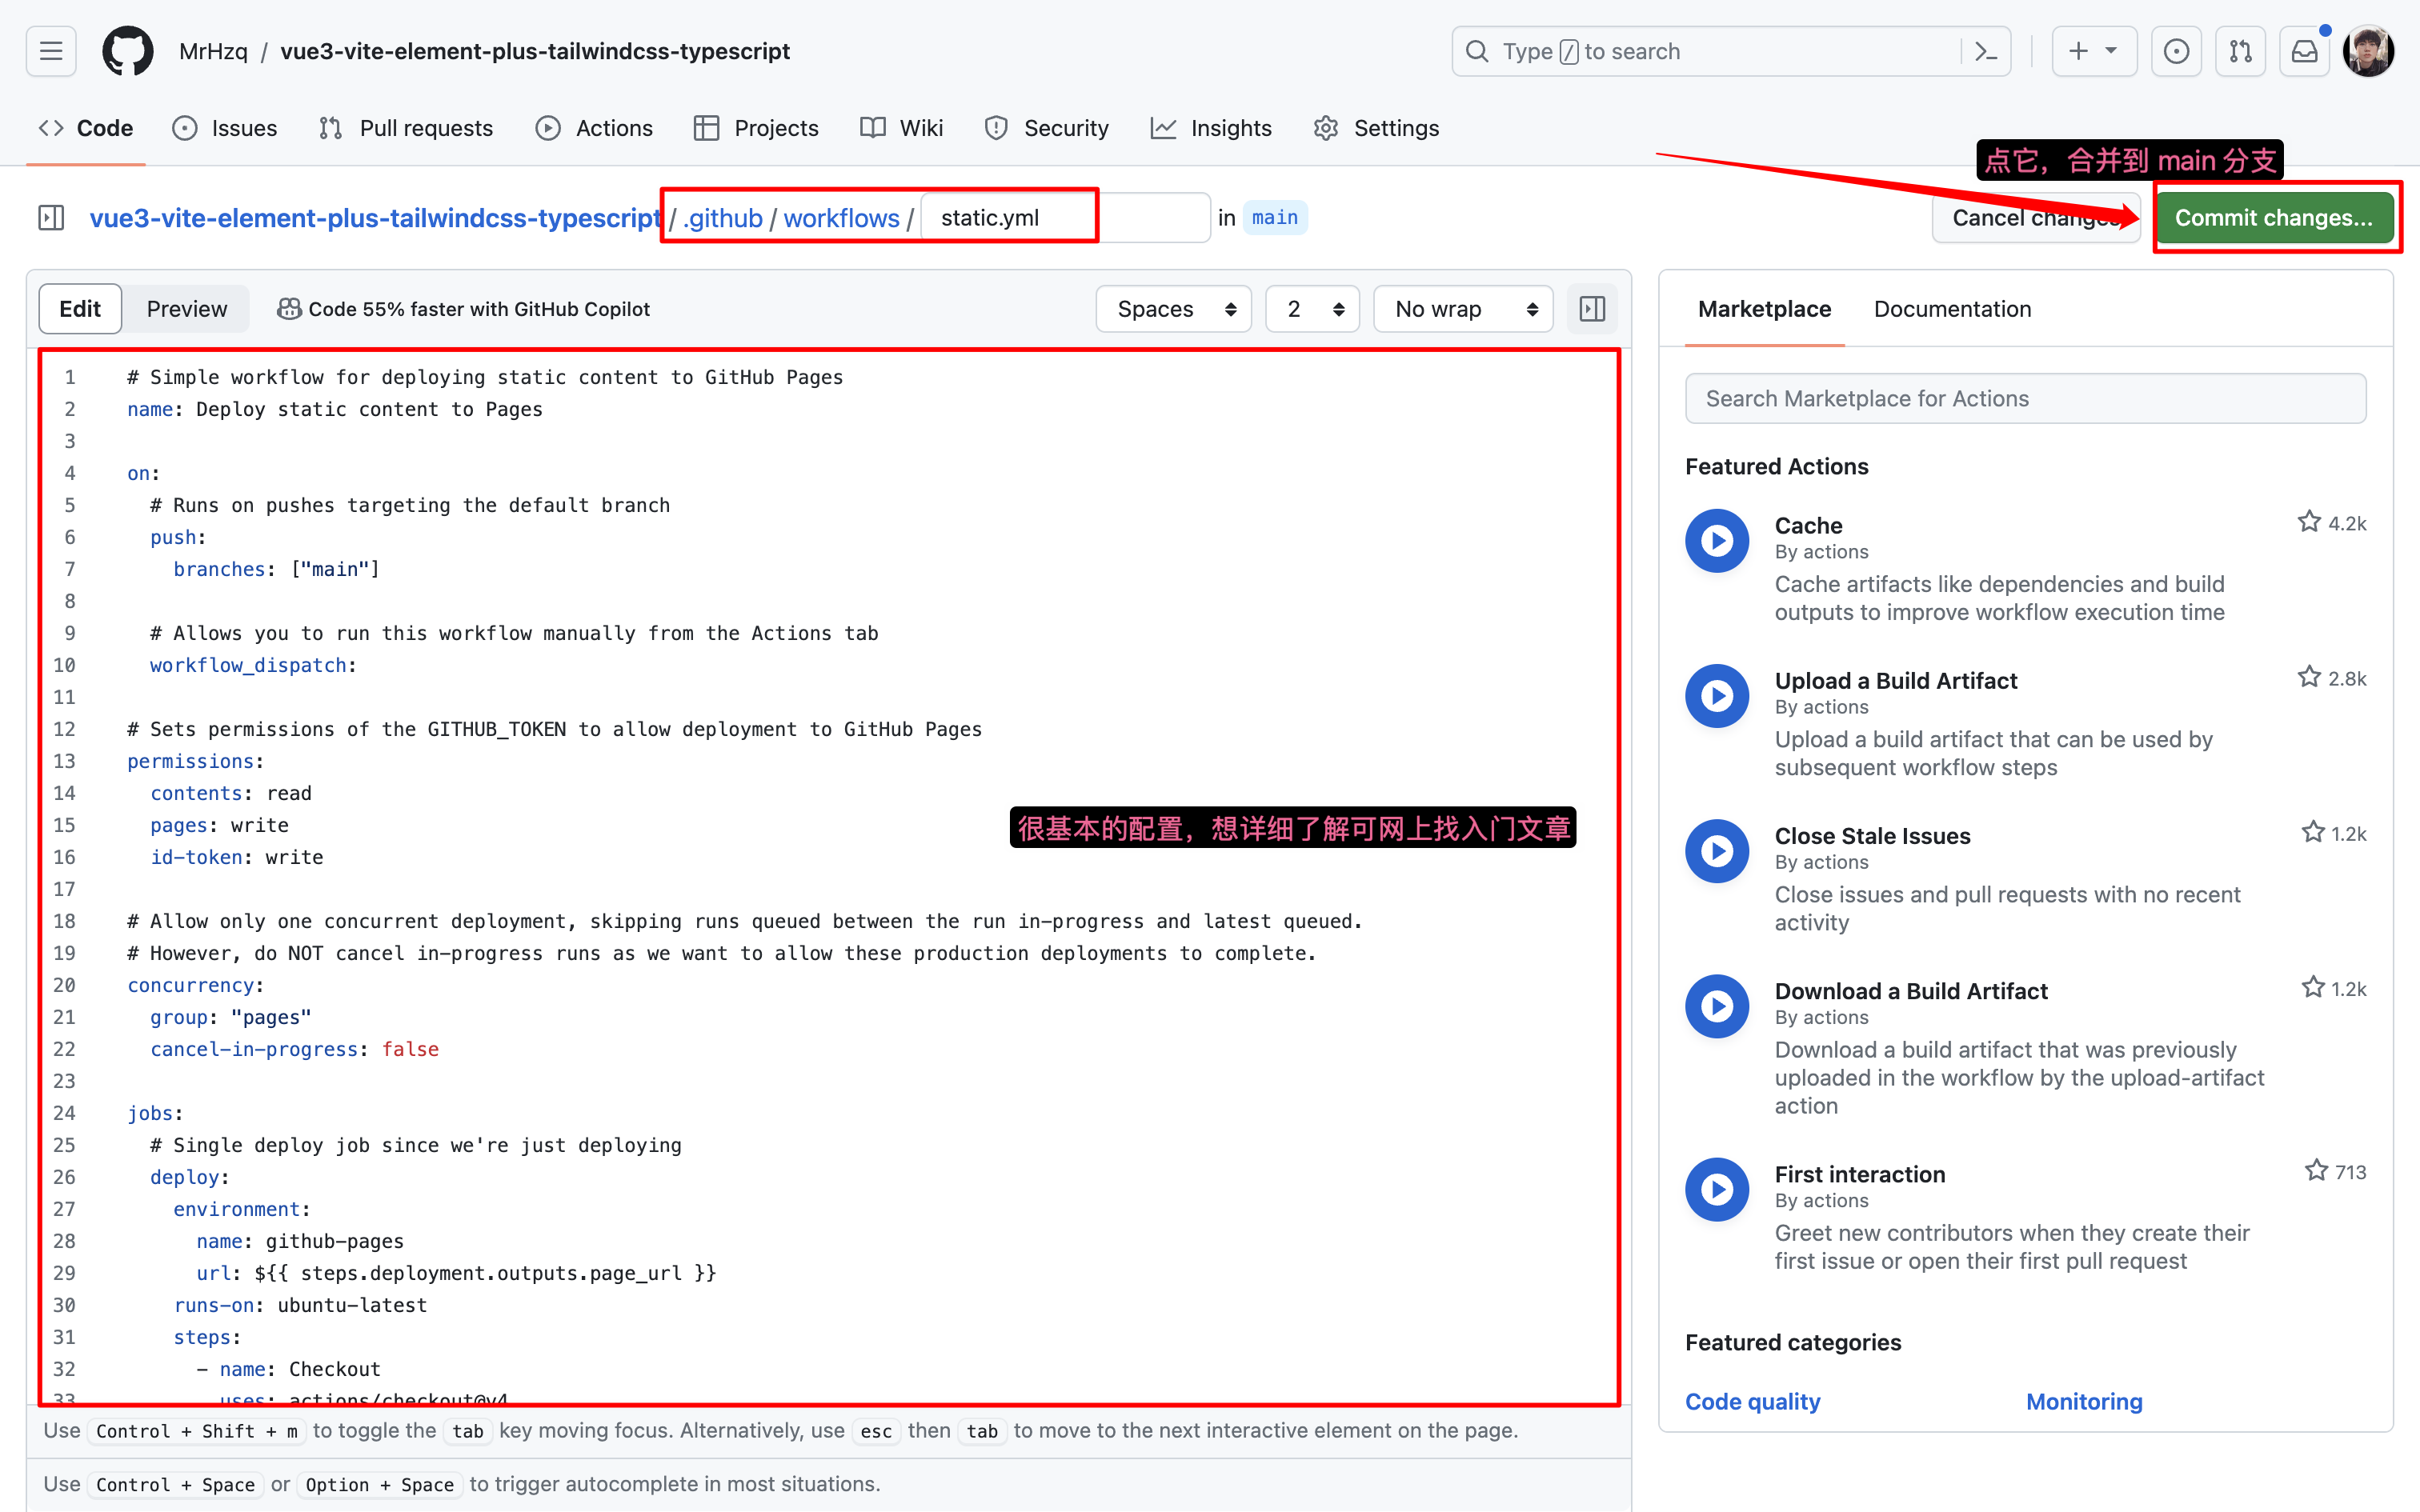 MrHzq / vue3-vite-element-plus-tailwindcss-typescript
Type / to search
Code
Issues
Pull requests
Actions
Projects
Wiki
Security
Insights
Settings
点它，合并到 main 分支
vue3-vite-element-plus-tailwindcss-typescript / .github / workflows / static.yml in main
Cancel changes
Commit changes...
Edit
Preview
Code 55% faster with GitHub Copilot
Spaces
2
No wrap
1 # Simple workflow for deploying static content to GitHub Pages
2 name: Deploy static content to Pages
3
4 on:
5 # Runs on pushes targeting the default branch
6 push:
7 branches: ["main"]
8
9 # Allows you to run this workflow manually from the Actions tab
10 workflow_dispatch:
11
12 # Sets permissions of the GITHUB_TOKEN to allow deployment to GitHub Pages
13 permissions:
14 contents: read
15 pages: write
16 id-token: write
17
18 # Allow only one concurrent deployment, skipping runs queued between the run in-progress and latest queued.
19 # However, do NOT cancel in-progress runs as we want to allow these production deployments to complete.
20 concurrency:
21 group: "pages"
22 cancel-in-progress: false
23
24 jobs:
25 # Single deploy job since we're just deploying
26 deploy:
27 environment:
28 name: github-pages
29 url: ${{ steps.deployment.outputs.page_url }}
30 runs-on: ubuntu-latest
31 steps:
32 - name: Checkout
33 uses: actions/checkout@v4
很基本的配置，想详细了解可网上找入门文章
Use Control + Shift + m to toggle the tab key moving focus. Alternatively, use esc then tab to move to the next interactive element on the page.
Use Control + Space or Option + Space to trigger autocomplete in most situations.
Marketplace
Documentation
Search Marketplace for Actions
Featured Actions
Cache
4.2k
By actions
Cache artifacts like dependencies and build
outputs to improve workflow execution time
Upload a Build Artifact
2.8k
By actions
Upload a build artifact that can be used by
subsequent workflow steps
Close Stale Issues
1.2k
By actions
Close issues and pull requests with no recent
activity
Download a Build Artifact
1.2k
By actions
Download a build artifact that was previously
uploaded in the workflow by the upload-artifact
action
First interaction
713
By actions
Greet new contributors when they create their
first issue or open their first pull request
Featured categories
Code quality
Monitoring